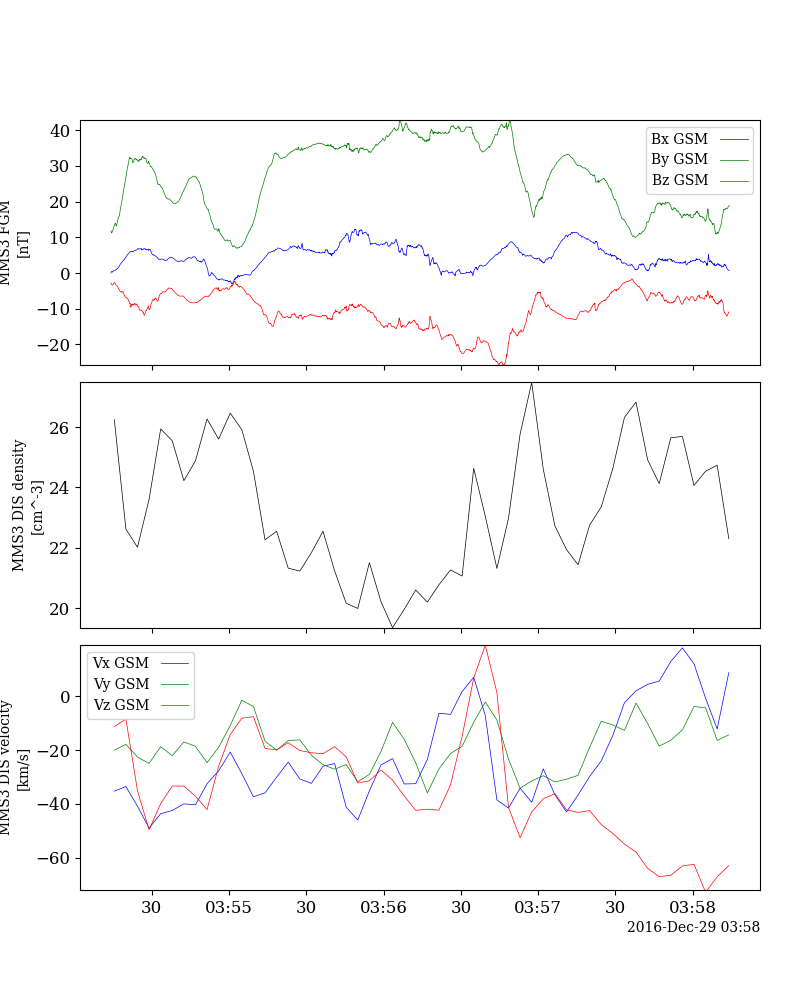 40
30
20
10
0
−10
−20
MMS3 FGM
[nT]
Bx GSM
By GSM
Bz GSM
26
24
22
20
MMS3 DIS density
[cm^-3]
0
−20
−40
−60
MMS3 DIS velocity
[km/s]
Vx GSM
Vy GSM
Vz GSM
30 03:55 30 03:56 30 03:57 30 03:58
2016-Dec-29 03:58